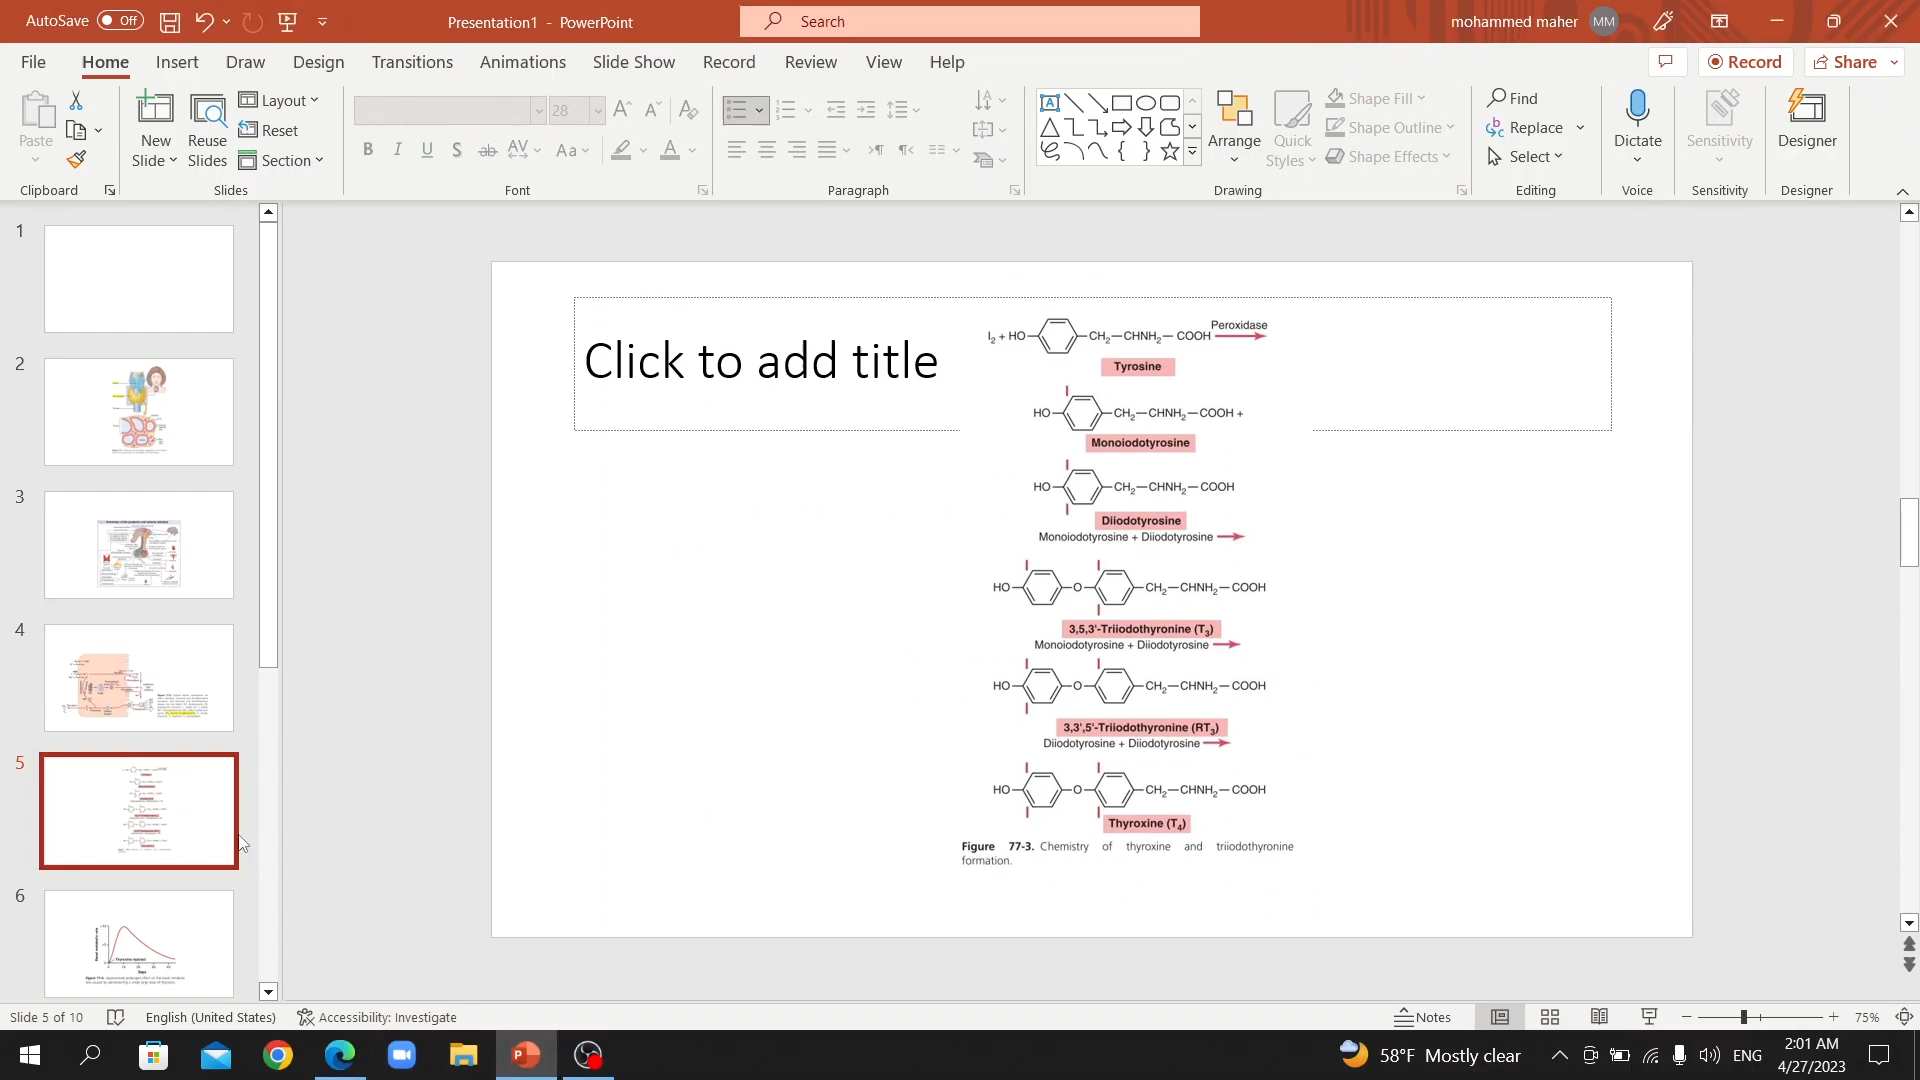 AutoSave Off
Presentation1 - PowerPoint
Search
mohammed maher MM
File Home Insert Draw Design Transitions Animations Slide Show Record Review View Help
Record Share
Paste
New Slide
Reuse Slides
Layout
Reset
Section
28
Find
Replace
Select
Arrange
Quick Styles
Shape Fill
Shape Outline
Shape Effects
Dictate
Sensitivity
Designer
Clipboard Slides Font Paragraph Drawing Editing Voice Sensitivity Designer
1
2
3
4
5
6
Click to add title
I2 + HO CH2—CHNH2— COOH Peroxidase
Tyrosine
I
HO CH2—CHNH2—COOH +
Monoiodotyrosine
I
HO CH2—CHNH2—COOH
I
Diiodotyrosine
Monoiodotyrosine + Diiodotyrosine
I I
HO O CH2—CHNH2—COOH
I
3,5,3'-Triiodothyronine (T3)
Monoiodotyrosine + Diiodotyrosine
I I
HO O CH2—CHNH2—COOH
I
3,3',5'-Triiodothyronine (RT3)
Diiodotyrosine + Diiodotyrosine
I I
HO O CH2—CHNH2—COOH
I I
Thyroxine (T4)
Figure 77-3. Chemistry of thyroxine and triiodothyronine
formation.
Slide 5 of 10 English (United States) Accessibility: Investigate
Notes 75%
58°F Mostly clear ENG
2:01 AM
4/27/2023